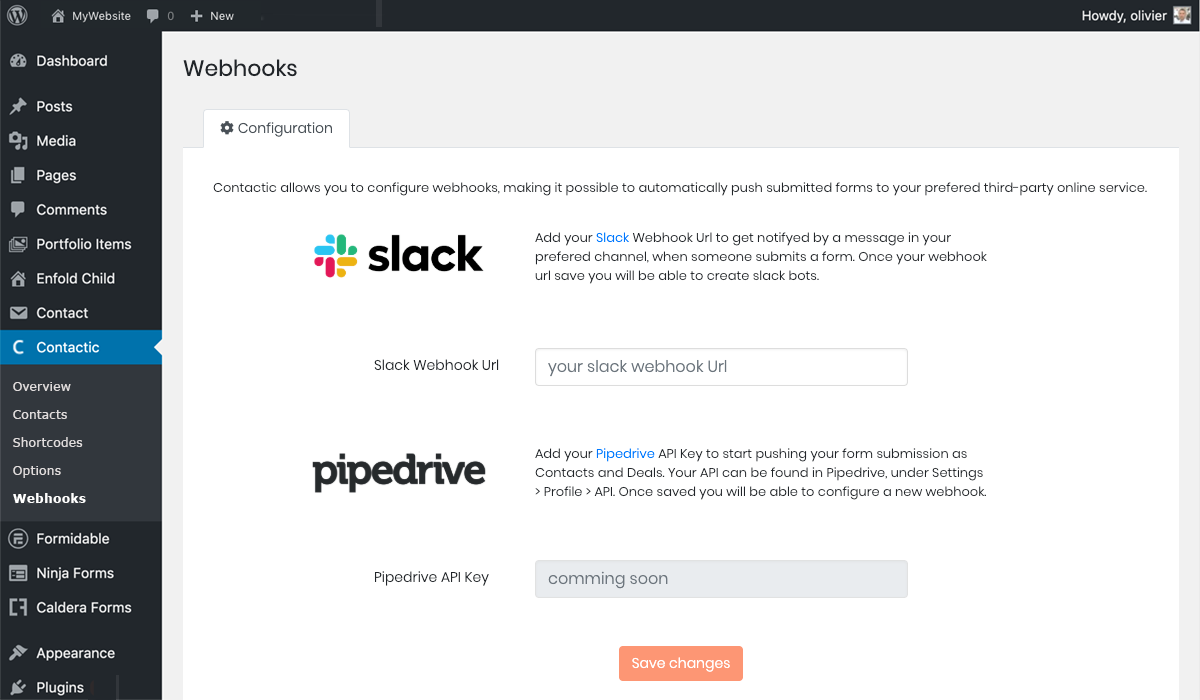 MyWebsite
0
New
Howdy, olivier
Dashboard
Posts
Media
Pages
Comments
Portfolio Items
Enfold Child
Contact
Contactic
Overview
Contacts
Shortcodes
Options
Webhooks
Formidable
Ninja Forms
Caldera Forms
Appearance
Plugins
Webhooks
Configuration
Contactic allows you to configure webhooks, making it possible to automatically push submitted forms to your prefered third-party online service.
slack
Add your Slack Webhook Url to get notifyed by a message in your
prefered channel, when someone submits a form. Once your webhook
url save you will be able to create slack bots.
Slack Webhook Url
your slack webhook Url
pipedrive
Add your Pipedrive API Key to start pushing your form submission as
Contacts and Deals. Your API can be found in Pipedrive, under Settings
> Profile > API. Once saved you will be able to configure a new webhook.
Pipedrive API Key
comming soon
Save changes